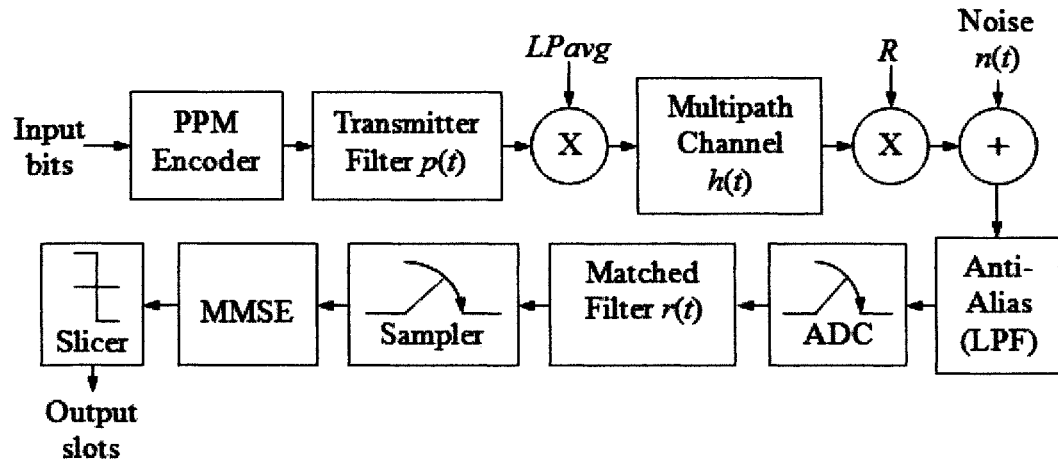 Input
bits
PPM
Encoder
Transmitter
Filter p(t)
LPavg
X
Multipath
Channel
h(t)
R
X
Noise
n(t)
+
Anti-
Alias
(LPF)
ADC
Matched
Filter r(t)
Sampler
MMSE
Slicer
Output
slots